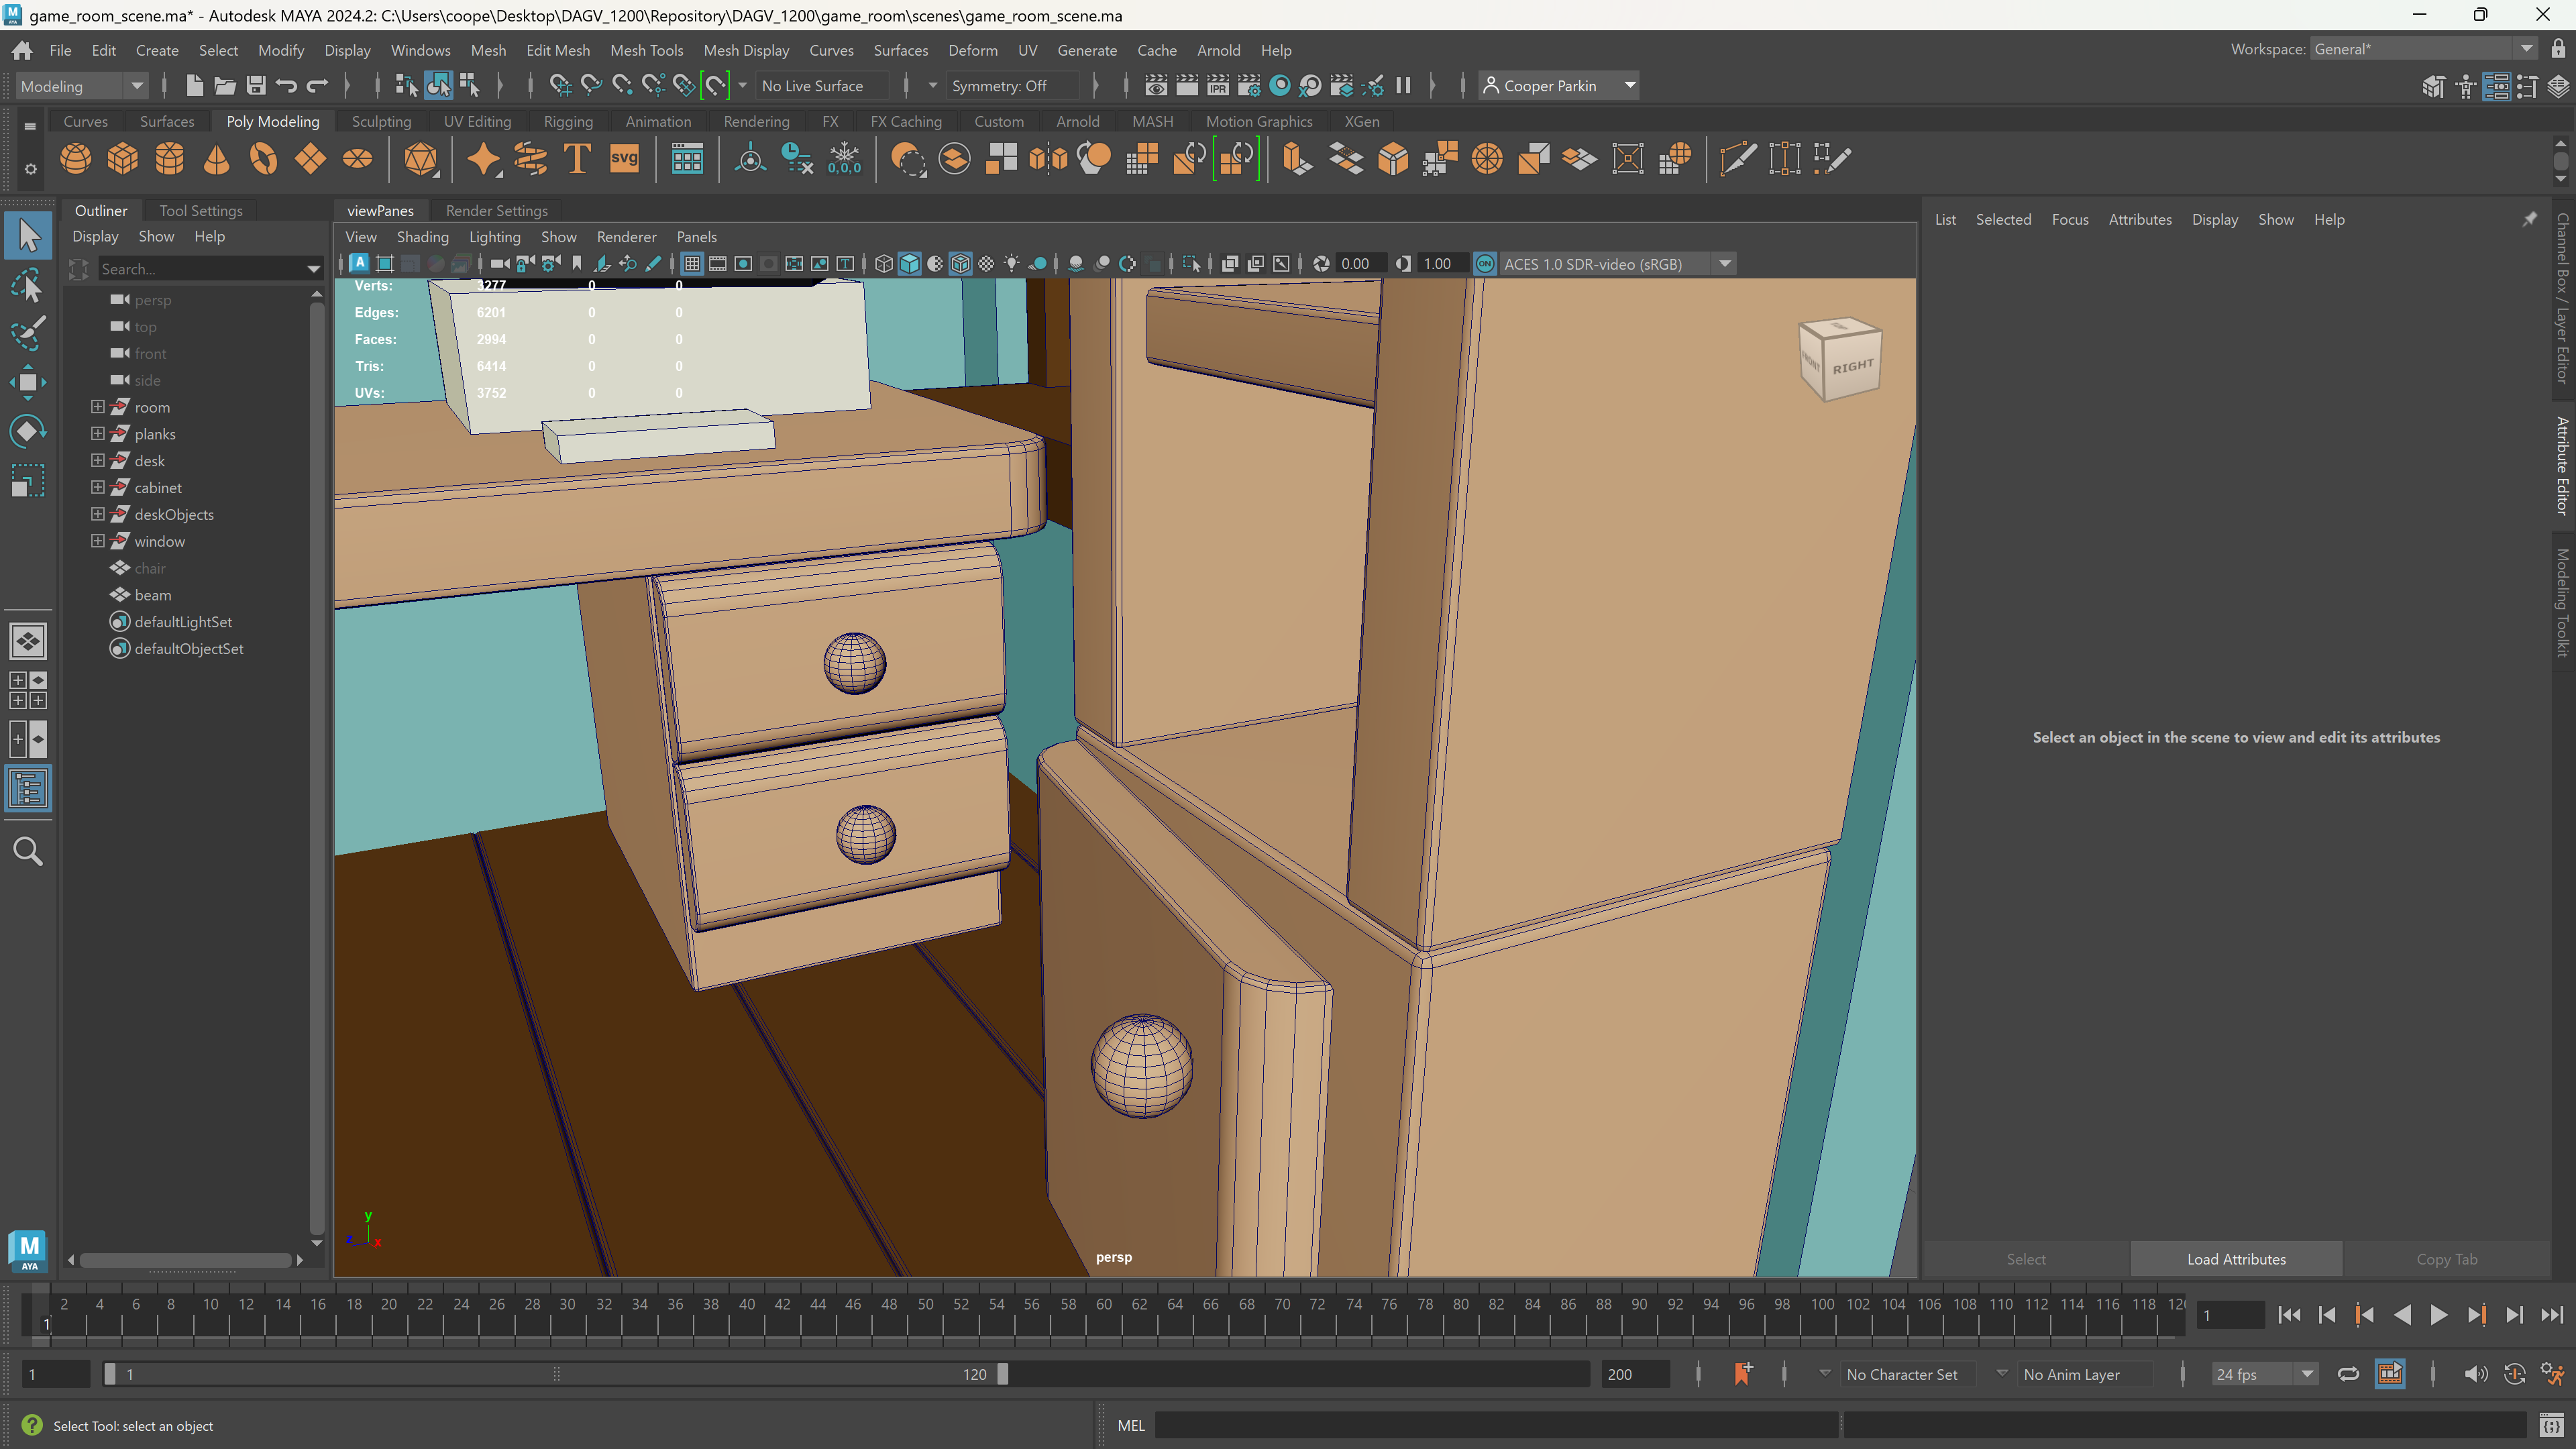 game_room_scene.ma* - Autodesk MAYA 2024.2: C:\Users\coope\Desktop\DAGV_1200\Repository\DAGV_1200\game_room\scenes\game_room_scene.ma
File Edit Create Select Modify Display Windows Mesh Edit Mesh Mesh Tools Mesh Display Curves Surfaces Deform UV Generate Cache Arnold Help
Workspace: General*
Modeling
No Live Surface
Symmetry: Off
IPR
Cooper Parkin
Curves Surfaces Poly Modeling Sculpting UV Editing Rigging Animation Rendering FX FX Caching Custom Arnold MASH Motion Graphics XGen
T
svg
0,0,0
Outliner Tool Settings
Display Show Help
Search...
persp
top
front
side
room
planks
desk
cabinet
deskObjects
window
chair
beam
defaultLightSet
defaultObjectSet
viewPanes Render Settings
View Shading Lighting Show Renderer Panels
0.00
1.00
ON
ACES 1.0 SDR-video (sRGB)
Verts: 3277 0 0
Edges: 6201 0 0
Faces: 2994 0 0
Tris: 6414 0 0
UVs: 3752 0 0
FRONT
RIGHT
y
z
x
persp
List Selected Focus Attributes Display Show Help
Select an object in the scene to view and edit its attributes
Select Load Attributes Copy Tab
Channel Box / Layer Editor
Attribute Editor
Modeling Toolkit
M
AYA
1
2 4 6 8 10 12 14 16 18 20 22 24 26 28 30 32 34 36 38 40 42 44 46 48 50 52 54 56 58 60 62 64 66 68 70 72 74 76 78 80 82 84 86 88 90 92 94 96 98 100 102 104 106 108 110 112 114 116 118
1
1
1
120
200
No Character Set
No Anim Layer
24 fps
Select Tool: select an object
MEL